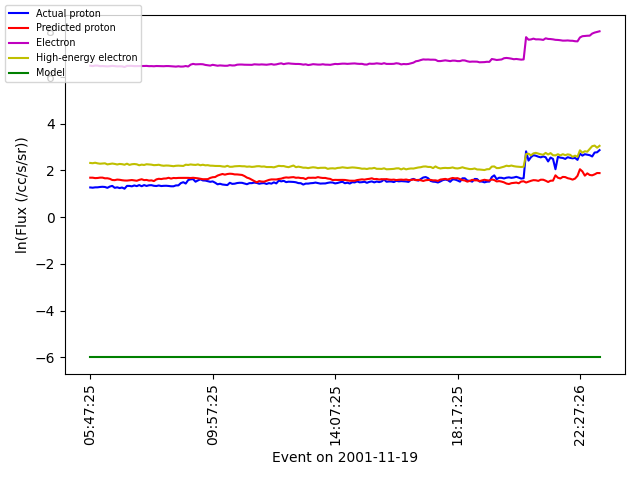 Actual proton
Predicted proton
Electron
High-energy electron
Model
8
6
4
2
0
−2
−4
−6
ln(Flux (/cc/s/sr))
05:47:25
09:57:25
14:07:25
18:17:25
22:27:26
Event on 2001-11-19